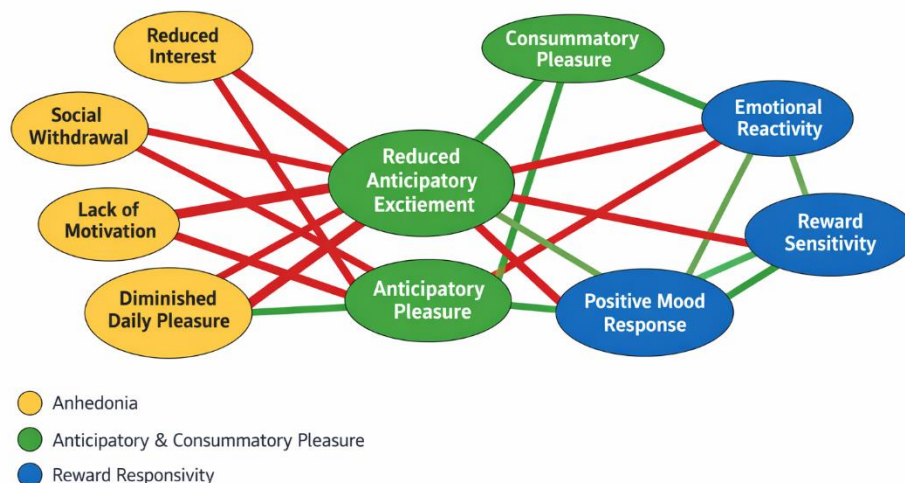 Reduced
Interest
Consummatory
Pleasure
Social
Withdrawal
Emotional
Reactivity
Reduced
Anticipatory
Exctiement
Lack of
Motivation
Reward
Sensitivity
Diminished
Daily Pleasure
Anticipatory
Pleasure
Positive Mood
Response
Anhedonia
Anticipatory & Consummatory Pleasure
Reward Responsivity